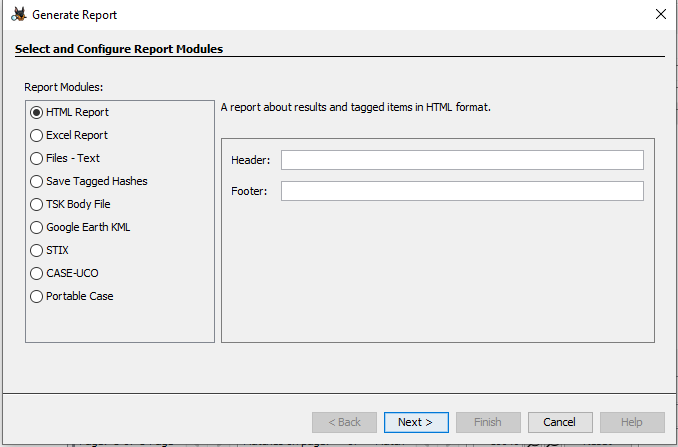 Generate Report
Select and Configure Report Modules
Report Modules:
HTML Report
Excel Report
Files - Text
Save Tagged Hashes
TSK Body File
Google Earth KML
STIX
CASE-UCO
Portable Case
A report about results and tagged items in HTML format.
Header:
Footer:
< Back
Next >
Finish
Cancel
Help